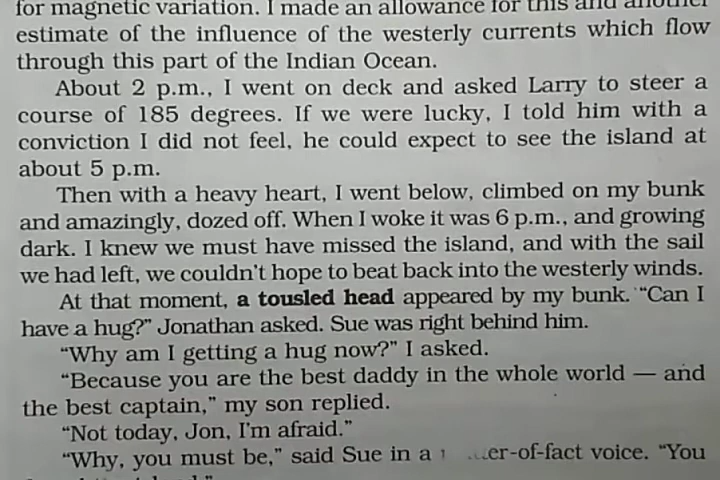 for magnetic variation. I made an allowance for this and another
estimate of the influence of the westerly currents which flow
through this part of the Indian Ocean.
About 2 p.m., I went on deck and asked Larry to steer a
course of 185 degrees. If we were lucky, I told him with a
conviction I did not feel, he could expect to see the island at
about 5 p.m.
Then with a heavy heart, I went below, climbed on my bunk
and amazingly, dozed off. When I woke it was 6 p.m., and growing
dark. I knew we must have missed the island, and with the sail
we had left, we couldn't hope to beat back into the westerly winds.
At that moment, a tousled head appeared by my bunk. “Can I
have a hug?” Jonathan asked. Sue was right behind him.
“Why am I getting a hug now?” I asked.
“Because you are the best daddy in the whole world — and
the best captain,” my son replied.
“Not today, Jon, I'm afraid.”
“Why, you must be,” said Sue in a er-of-fact voice. “You